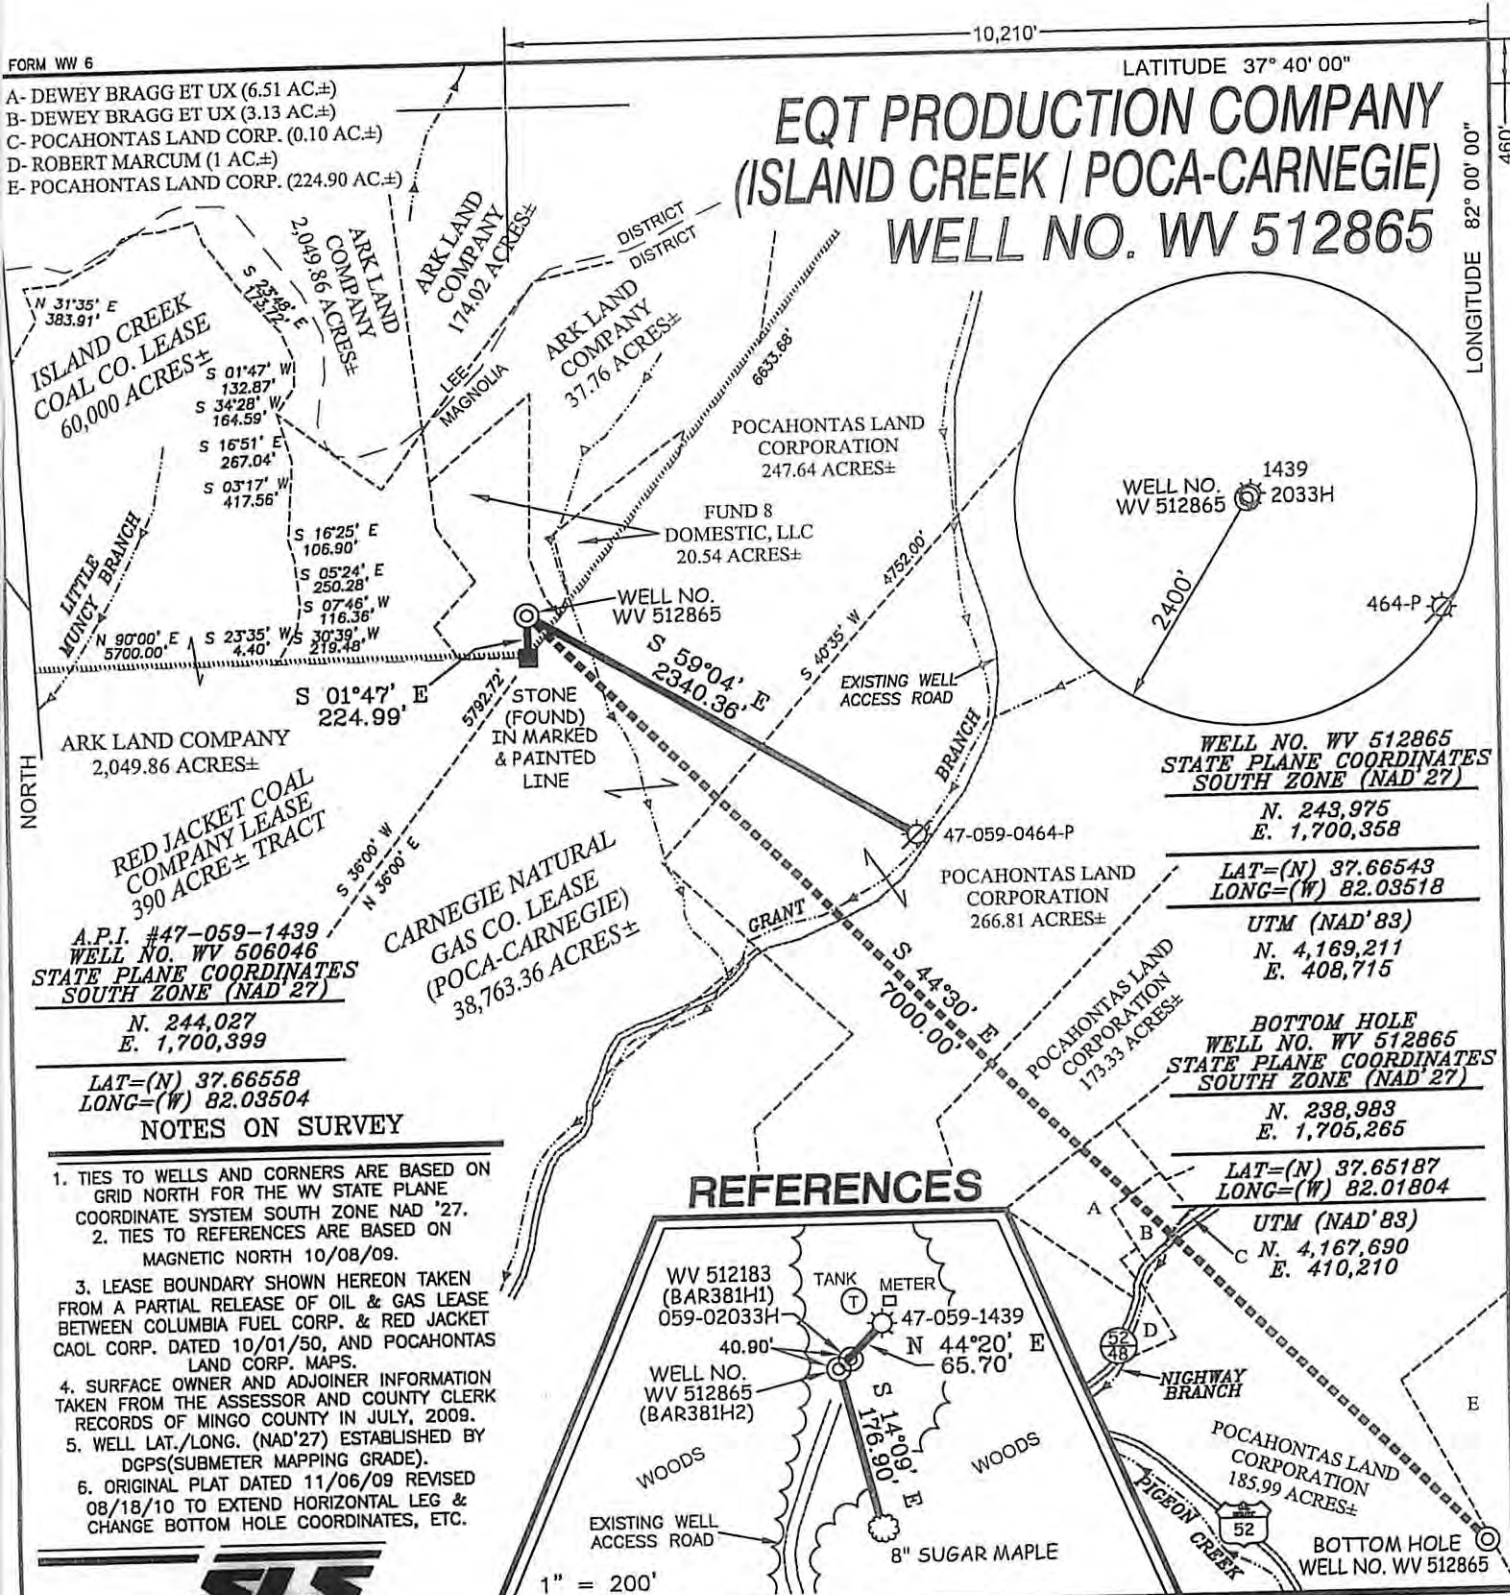 10,210'
FORM WW 6
LATITUDE 37° 40' 00"
460'
LONGITUDE 82° 00' 00"
A- DEWEY BRAGG ET UX (6.51 AC.±)
B- DEWEY BRAGG ET UX (3.13 AC.±)
C- POCAHONTAS LAND CORP. (0.10 AC.±)
D- ROBERT MARCUM (1 AC.±)
E- POCAHONTAS LAND CORP. (224.90 AC.±)
EQT PRODUCTION COMPANY
(ISLAND CREEK / POCA-CARNEGIE)
WELL NO. WV 512865
N 31°35' E
383.91'
ISLAND CREEK
COAL CO. LEASE
60,000 ACRES±
S 23°48' E
173.72'
ARK LAND
COMPANY
2,049.86 ACRES±
ARK LAND
COMPANY
174.02 ACRES±
DISTRICT
DISTRICT
LEE
MAGNOLIA
ARK LAND
COMPANY
37.76 ACRES±
6633.68'
S 01°47' W
132.87'
S 34°28' W
164.59'
S 16°51' E
267.04'
S 03°17' W
417.56'
S 16°25' E
106.90'
S 05°24' E
250.28'
S 07°46' W
116.36'
S 30°39' W
219.48'
S 23°35' W
4.40'
N 90°00' E
5700.00'
LITTLE
MUNCY BRANCH
POCAHONTAS LAND
CORPORATION
247.64 ACRES±
FUND 8
DOMESTIC, LLC
20.54 ACRES±
4752.00'
S 40°35' W
WELL NO.
WV 512865
1439
2033H
2400'
464-P
WELL NO.
WV 512865
S 59°04' E
2340.36'
EXISTING WELL
ACCESS ROAD
S 01°47' E
224.99'
5792.72'
STONE
(FOUND)
IN MARKED
& PAINTED
LINE
BRANCH
NORTH
ARK LAND COMPANY
2,049.86 ACRES±
RED JACKET COAL
COMPANY LEASE
390 ACRE± TRACT
S 36°00' W
N 36°00' E
CARNEGIE NATURAL
GAS CO. LEASE
(POCA-CARNEGIE)
38,763.36 ACRES±
47-059-0464-P
POCAHONTAS LAND
CORPORATION
266.81 ACRES±
GRANT
S 44°30' E
7000.00'
POCAHONTAS LAND
CORPORATION
173.33 ACRES±
WELL NO. WV 512865
STATE PLANE COORDINATES
SOUTH ZONE (NAD'27)
N. 243,975
E. 1,700,358
LAT=(N) 37.66543
LONG=(W) 82.03518
UTM (NAD'83)
N. 4,169,211
E. 408,715
BOTTOM HOLE
WELL NO. WV 512865
STATE PLANE COORDINATES
SOUTH ZONE (NAD'27)
N. 238,983
E. 1,705,265
LAT=(N) 37.65187
LONG=(W) 82.01804
UTM (NAD'83)
N. 4,167,690
E. 410,210
A.P.I. #47-059-1439
WELL NO. WV 506046
STATE PLANE COORDINATES
SOUTH ZONE (NAD'27)
N. 244,027
E. 1,700,399
LAT=(N) 37.66558
LONG=(W) 82.03504
NOTES ON SURVEY
1. TIES TO WELLS AND CORNERS ARE BASED ON
GRID NORTH FOR THE WV STATE PLANE
COORDINATE SYSTEM SOUTH ZONE NAD '27.
2. TIES TO REFERENCES ARE BASED ON
MAGNETIC NORTH 10/08/09.
3. LEASE BOUNDARY SHOWN HEREON TAKEN
FROM A PARTIAL RELEASE OF OIL & GAS LEASE
BETWEEN COLUMBIA FUEL CORP. & RED JACKET
CAOL CORP. DATED 10/01/50, AND POCAHONTAS
LAND CORP. MAPS.
4. SURFACE OWNER AND ADJOINER INFORMATION
TAKEN FROM THE ASSESSOR AND COUNTY CLERK
RECORDS OF MINGO COUNTY IN JULY, 2009.
5. WELL LAT./LONG. (NAD'27) ESTABLISHED BY
DGPS(SUBMETER MAPPING GRADE).
6. ORIGINAL PLAT DATED 11/06/09 REVISED
08/18/10 TO EXTEND HORIZONTAL LEG &
CHANGE BOTTOM HOLE COORDINATES, ETC.
SLS
REFERENCES
WV 512183
(BAR381H1)
059-02033H
TANK
T
METER
47-059-1439
40.90'
N 44°20' E
65.70'
WELL NO.
WV 512865
(BAR381H2)
S 14°09' E
176.90'
WOODS
WOODS
EXISTING WELL
ACCESS ROAD
8" SUGAR MAPLE
1" = 200'
A
B
C
D
E
52
48
NIGHWAY
BRANCH
POCAHONTAS LAND
CORPORATION
185.99 ACRES±
PIGEON CREEK
52
BOTTOM HOLE
WELL NO. WV 512865